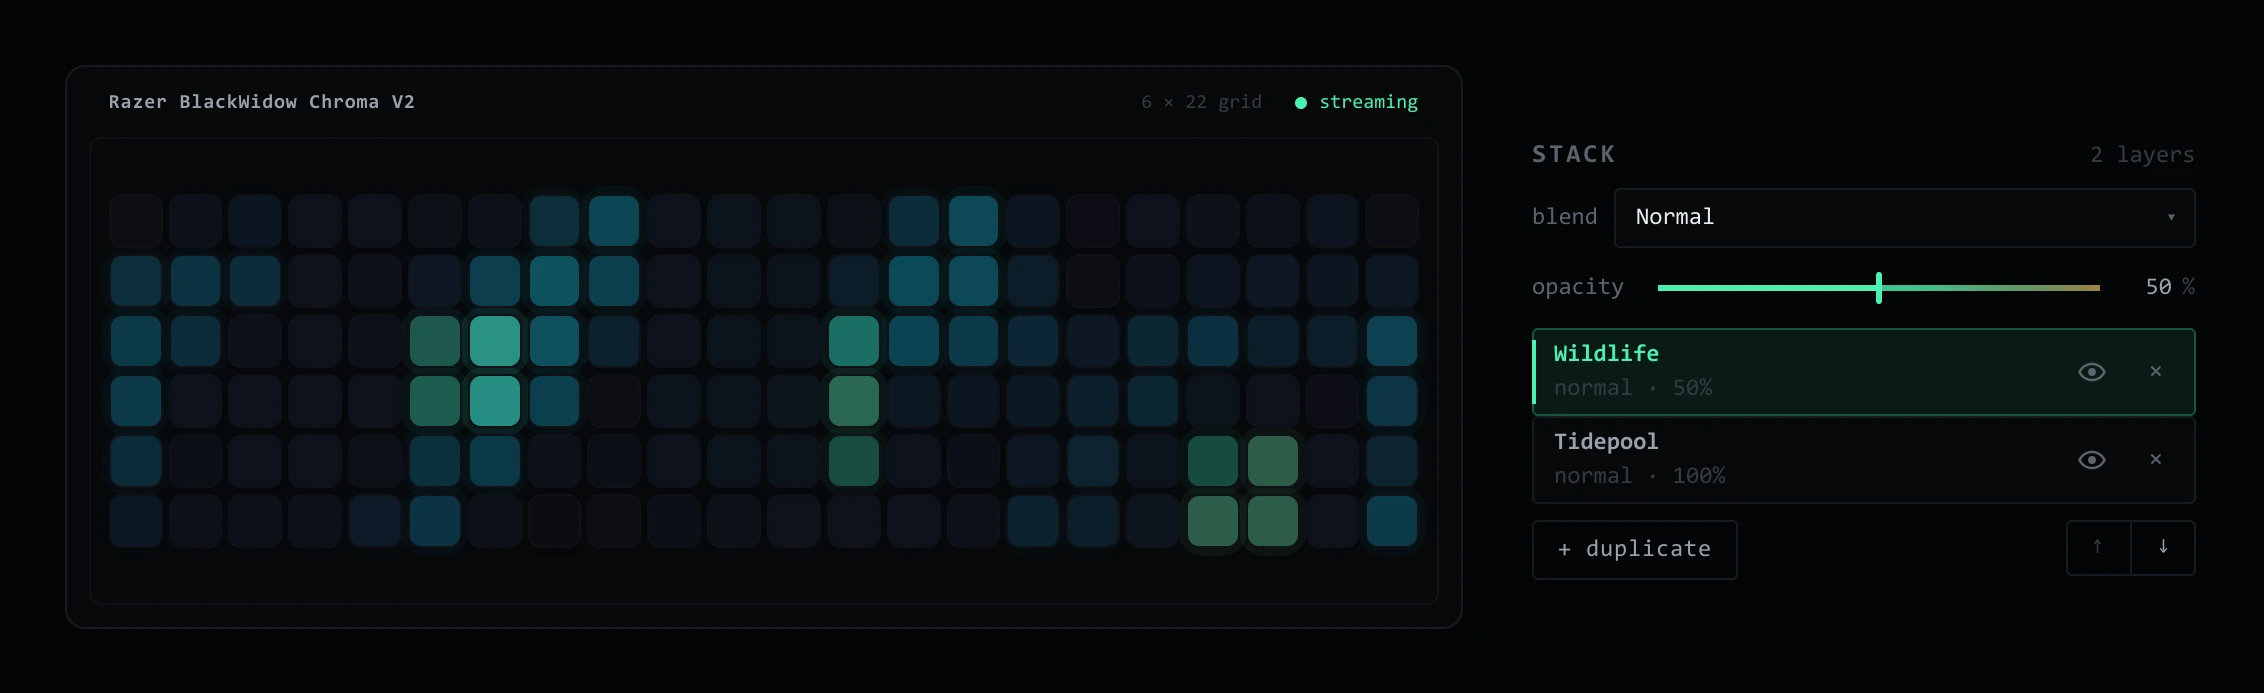 Razer BlackWidow Chroma V2
6 × 22 grid
streaming
STACK
2 layers
blend
Normal
opacity
50 %
Wildlife
normal · 50%
×
Tidepool
normal · 100%
×
+ duplicate
↑
↓